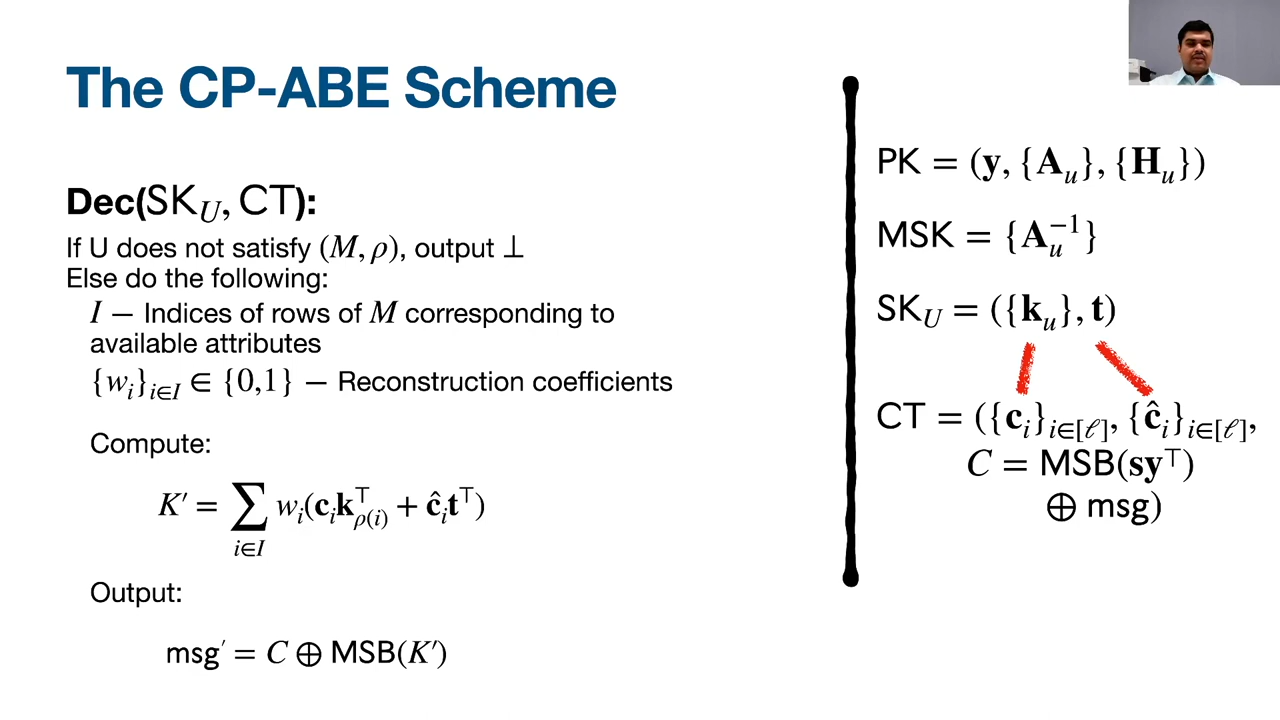 The CP-ABE Scheme
Dec(SK_U, CT):
If U does not satisfy (M, ρ), output ⊥
Else do the following:
I — Indices of rows of M corresponding to
available attributes
{w_i}_{i∈I} ∈ {0,1} — Reconstruction coefficients
Compute:
K′ = ∑_{i∈I} w_i(c_i k_{ρ(i)}^⊤ + ĉ_i t^⊤)
Output:
msg′ = C ⊕ MSB(K′)
PK = (y, {A_u}, {H_u})
MSK = {A_u^{−1}}
SK_U = ({k_u}, t)
CT = ({c_i}_{i∈[ℓ]}, {ĉ_i}_{i∈[ℓ]},
C = MSB(sy^⊤)
⊕ msg)